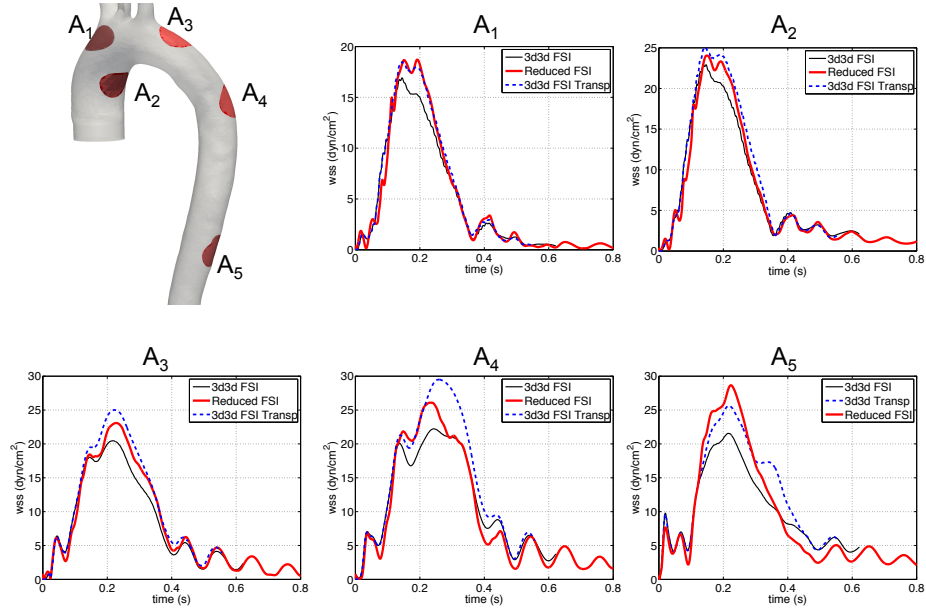 A1
A3
A2
A4
A5
A1
20
15
10
5
0
0
0.2
0.4
0.6
0.8
wss (dyn/cm2)
time (s)
3d3d FSI
Reduced FSI
3d3d FSI Transp
A2
25
20
15
10
5
0
0
0.2
0.4
0.6
0.8
wss (dyn/cm2)
time (s)
3d3d FSI
Reduced FSI
3d3d FSI Transp
A3
30
25
20
15
10
5
0
0
0.2
0.4
0.6
0.8
wss (dyn/cm2)
time (s)
3d3d FSI
Reduced FSI
3d3d FSI Transp
A4
30
25
20
15
10
5
0
0
0.2
0.4
0.6
0.8
wss (dyn/cm2)
time (s)
3d3d FSI
Reduced FSI
3d3d FSI Transp
A5
30
25
20
15
10
5
0
0
0.2
0.4
0.6
0.8
wss (dyn/cm2)
time (s)
3d3d FSI
3d3d Transp
Reduced FSI